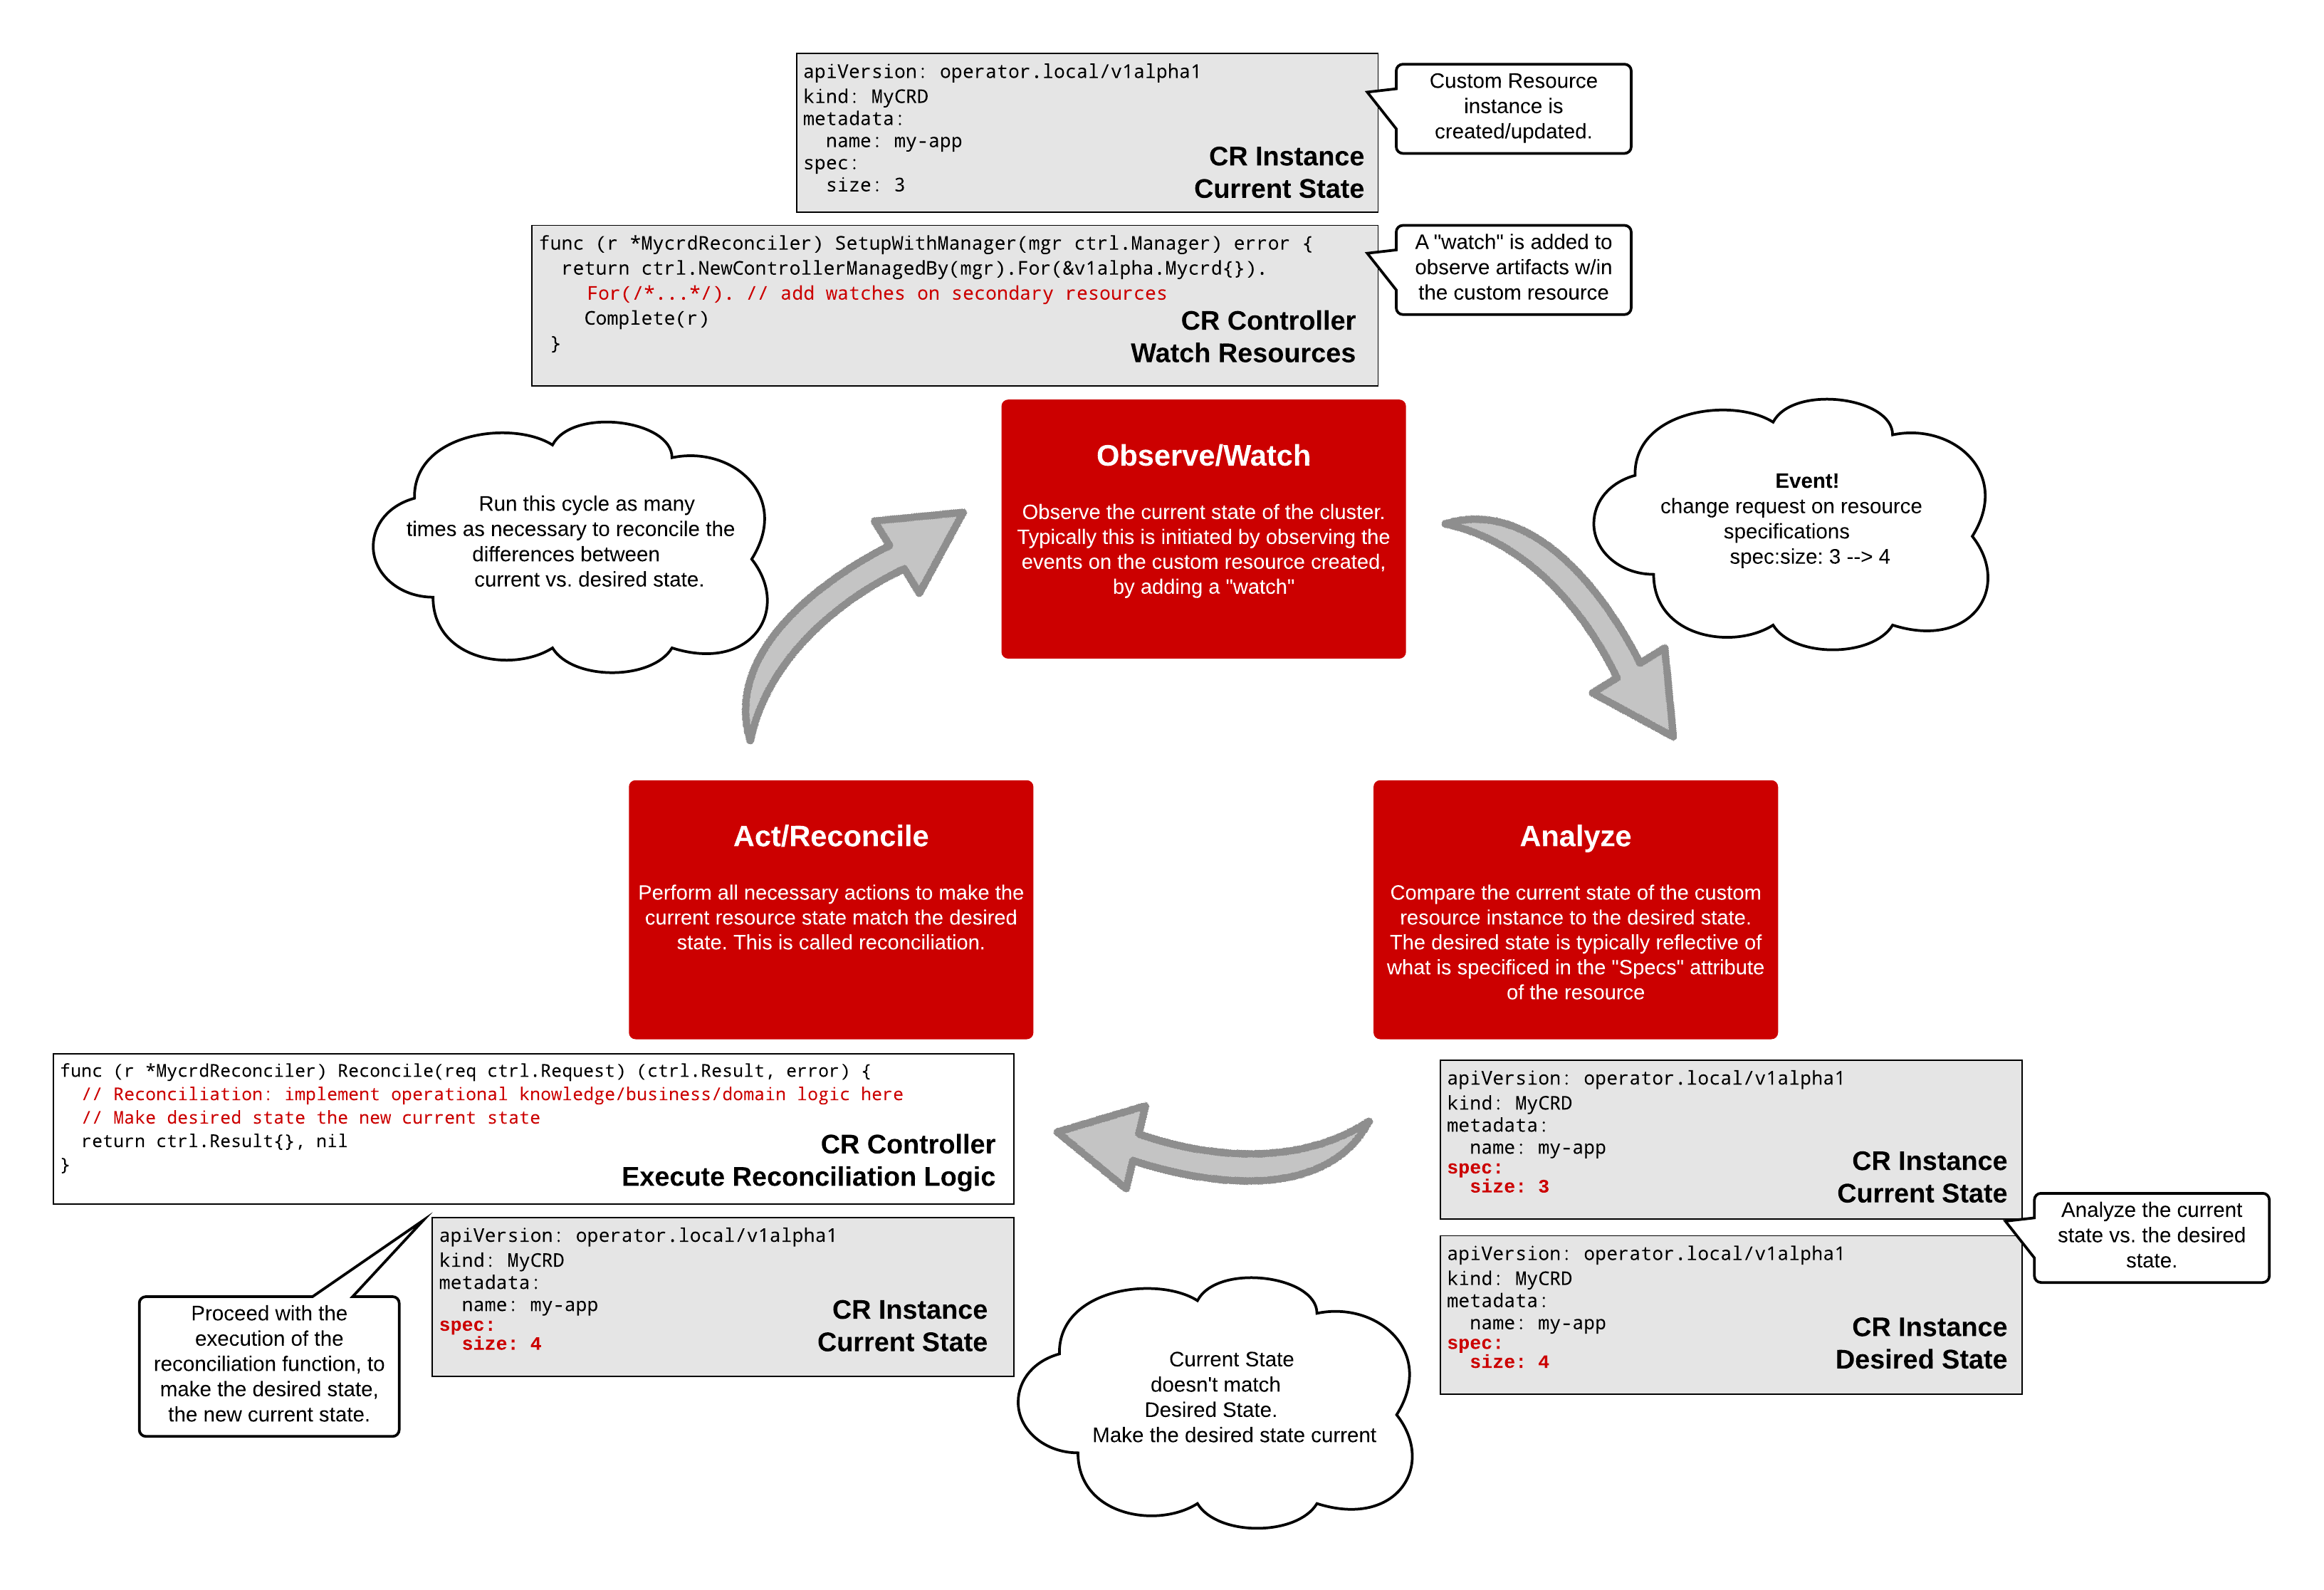 apiVersion: operator.local/v1alpha1
kind: MyCRD
metadata:
  name: my-app
spec:
  size: 3
CR Instance
Current State
Custom Resource
instance is
created/updated.
func (r *MycrdReconciler) SetupWithManager(mgr ctrl.Manager) error {
  return ctrl.NewControllerManagedBy(mgr).For(&v1alpha.Mycrd{}).
    For(/*...*/). // add watches on secondary resources
    Complete(r)
 }
CR Controller
Watch Resources
A "watch" is added to
observe artifacts w/in
the custom resource
Observe/Watch
Observe the current state of the cluster.
Typically this is initiated by observing the
events on the custom resource created,
by adding a "watch"
Run this cycle as many
times as necessary to reconcile the
differences between
current vs. desired state.
Event!
change request on resource
specifications
spec:size: 3 --> 4
Act/Reconcile
Perform all necessary actions to make the
current resource state match the desired
state. This is called reconciliation.
Analyze
Compare the current state of the custom
resource instance to the desired state.
The desired state is typically reflective of
what is specificed in the "Specs" attribute
of the resource
func (r *MycrdReconciler) Reconcile(req ctrl.Request) (ctrl.Result, error) {
  // Reconciliation: implement operational knowledge/business/domain logic here
  // Make desired state the new current state
  return ctrl.Result{}, nil
}
CR Controller
Execute Reconciliation Logic
apiVersion: operator.local/v1alpha1
kind: MyCRD
metadata:
  name: my-app
spec:
  size: 4
CR Instance
Current State
Proceed with the
execution of the
reconciliation function, to
make the desired state,
the new current state.
Current State
doesn't match
Desired State.
Make the desired state current
apiVersion: operator.local/v1alpha1
kind: MyCRD
metadata:
  name: my-app
spec:
  size: 3
CR Instance
Current State
apiVersion: operator.local/v1alpha1
kind: MyCRD
metadata:
  name: my-app
spec:
  size: 4
CR Instance
Desired State
Analyze the current
state vs. the desired
state.